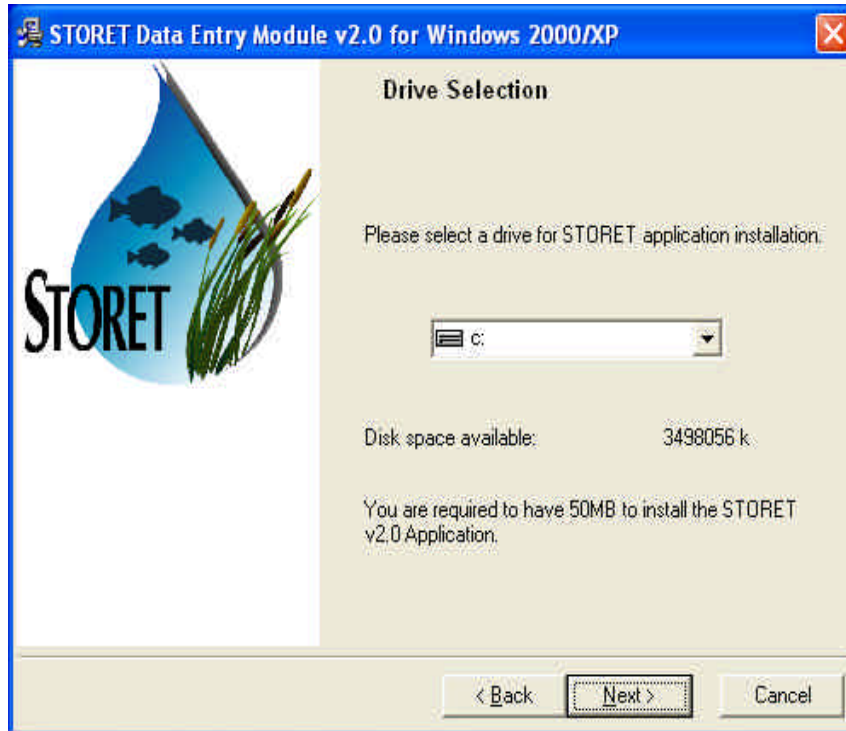 STORET Data Entry Module v2.0 for Windows 2000/XP
Drive Selection
Please select a drive for STORET application installation.
STORET
c:
Disk space available: 3498056 k
You are required to have 50MB to install the STORET
v2.0 Application.
< Back Next > Cancel